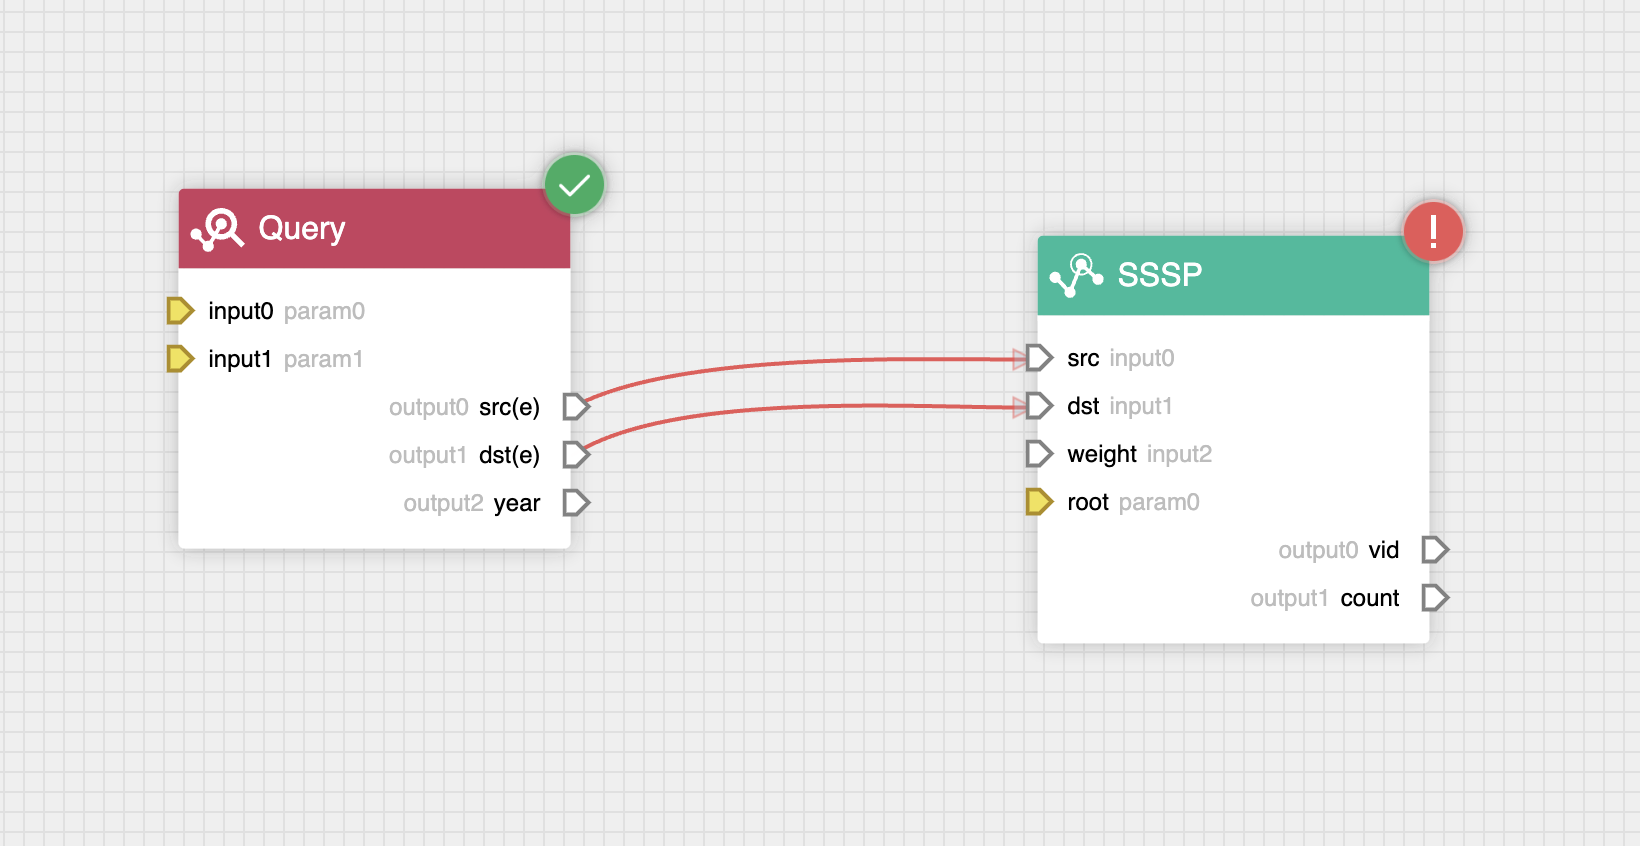 Query
input0 param0
input1 param1
output0 src(e)
output1 dst(e)
output2 year
SSSP
src input0
dst input1
weight input2
root param0
output0 vid
output1 count